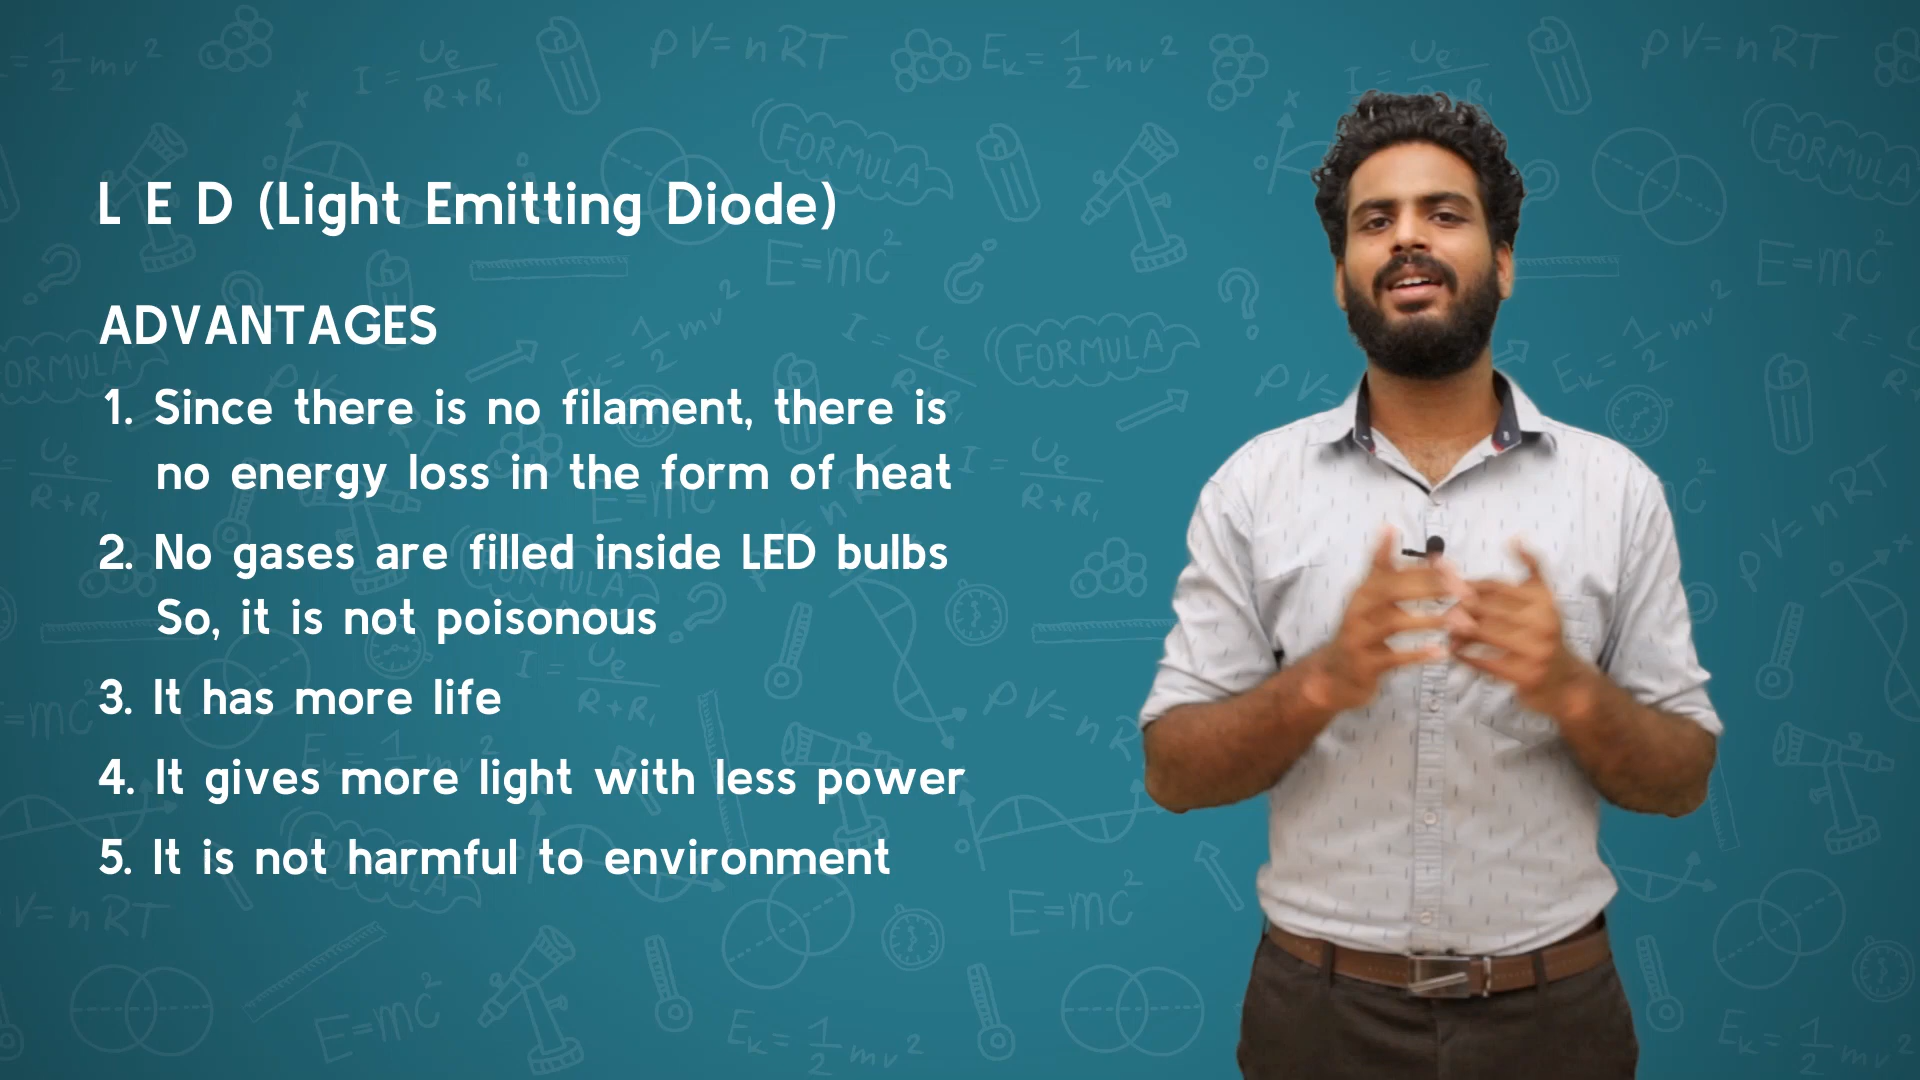 L E D (Light Emitting Diode)
ADVANTAGES
1. Since there is no filament, there is
no energy loss in the form of heat
2. No gases are filled inside LED bulbs
So, it is not poisonous
3. It has more life
4. It gives more light with less power
5. It is not harmful to environment